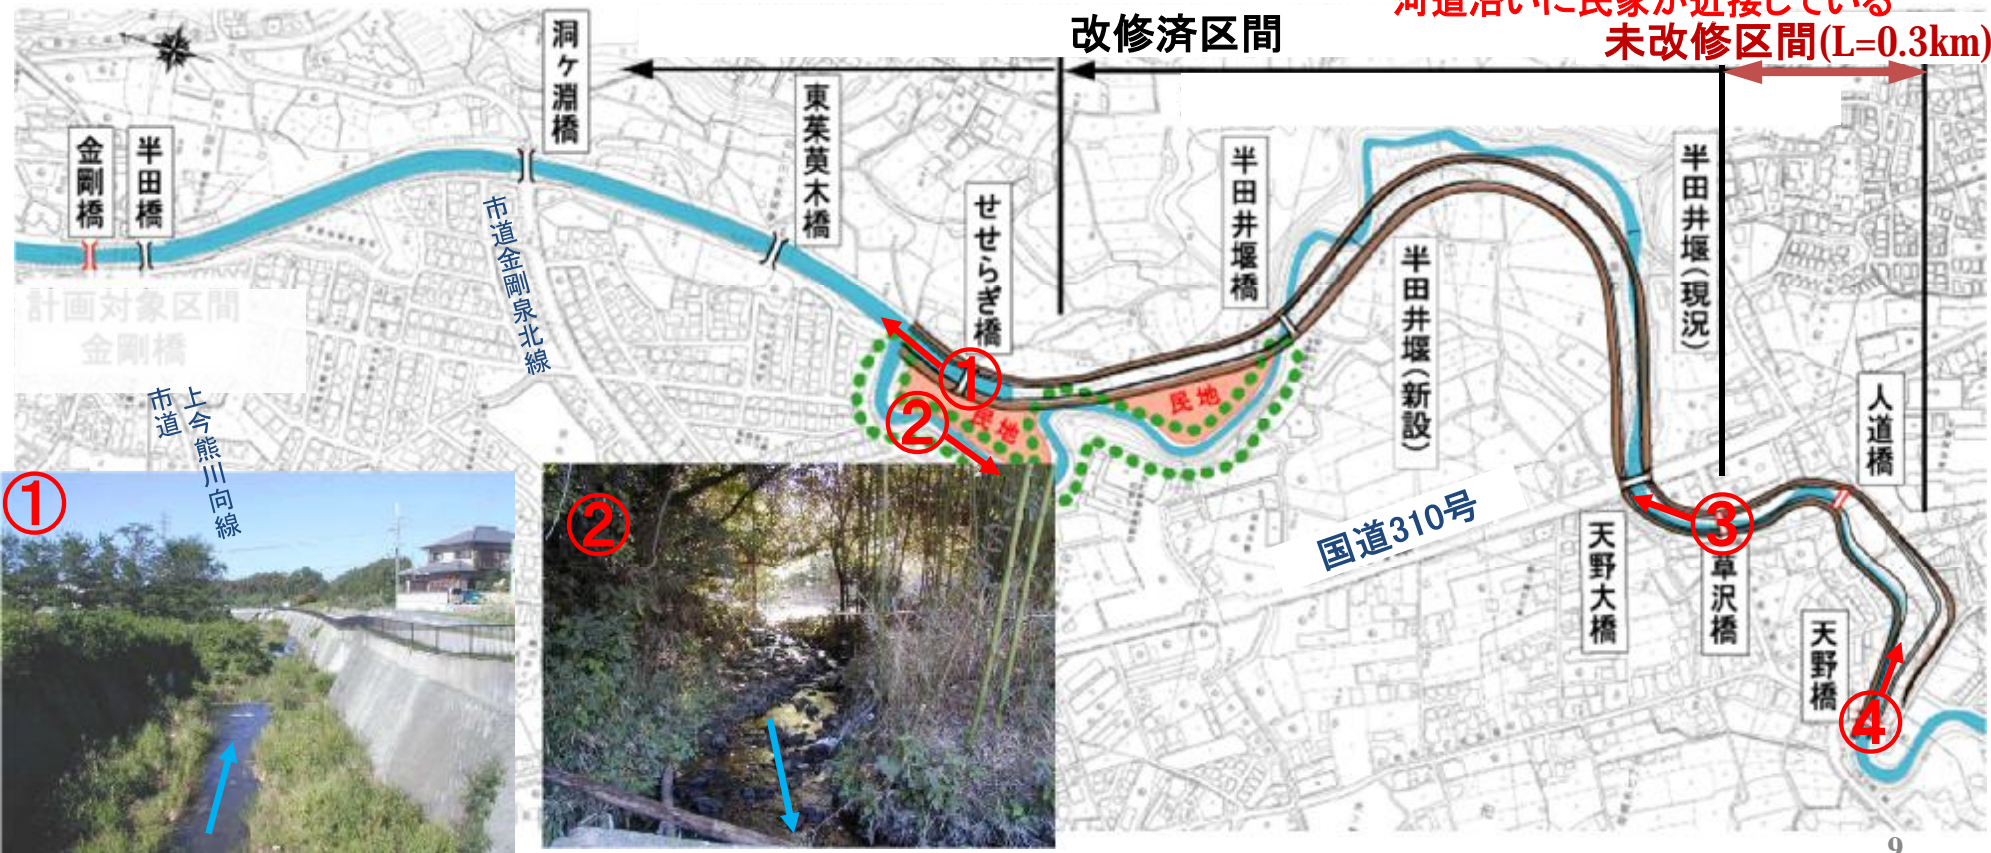 河道沿いに民家が近接している
改修済区間
未改修区間(L=0.3km)
洞ヶ淵橋
東茱萸木橋
金剛橋
半田橋
せせらぎ橋
半田井堰橋
半田井堰(新設)
半田井堰(現況)
人道橋
市道金剛泉北線
計画対象区間
金剛橋
市道
上今熊川向線
民地
民地
国道310号
天野大橋
草沢橋
天野橋
①
②
③
④
①
②
9